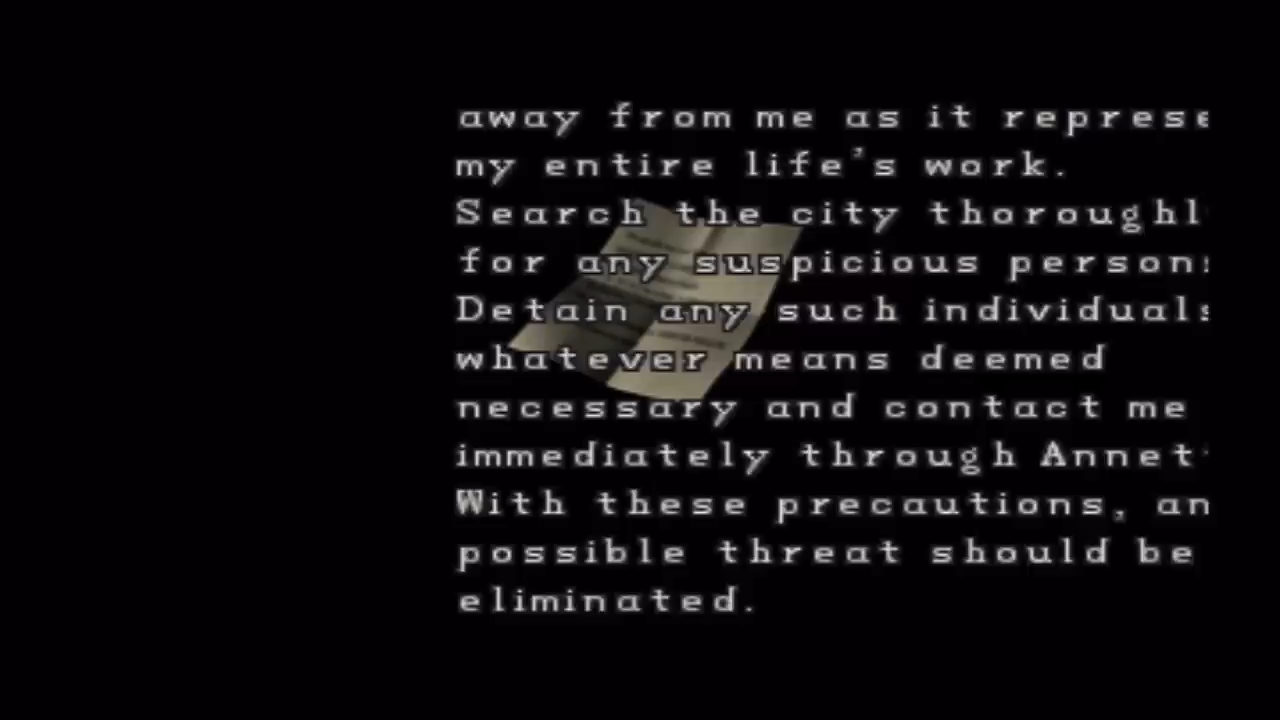 away from me as it represe
my entire life's work.
Search the city thoroughl
for any suspicious person
Detain any such individuals
whatever means deemed
necessary and contact me
immediately through Annet
With these precautions, an
possible threat should be
eliminated.